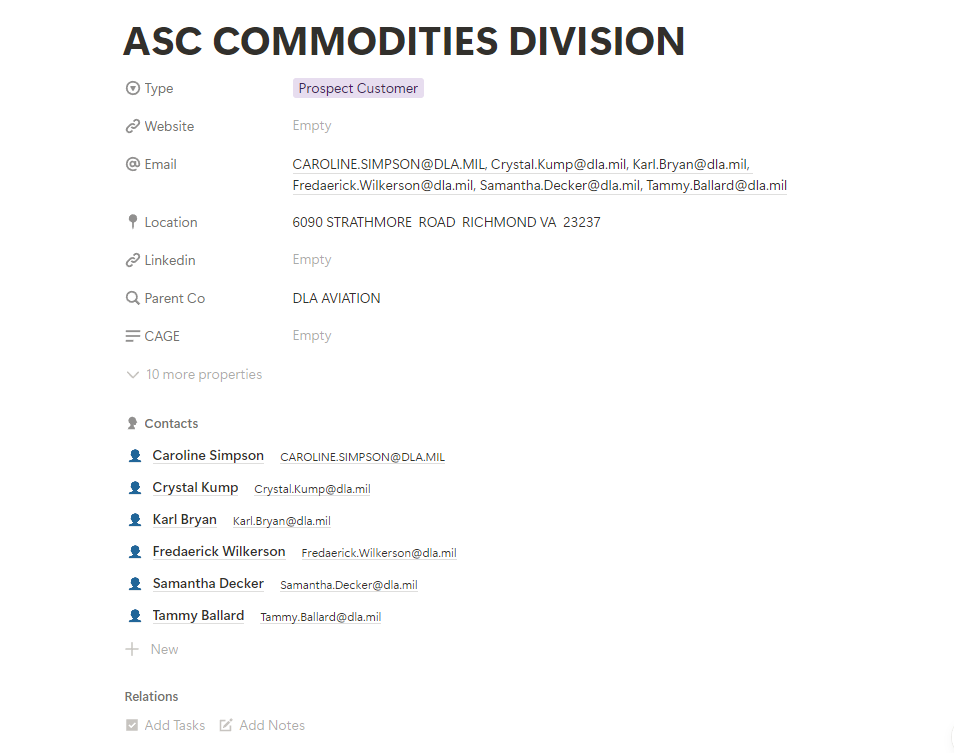 ASC COMMODITIES DIVISION
Type Prospect Customer
Website Empty
Email CAROLINE.SIMPSON@DLA.MIL, Crystal.Kump@dla.mil, Karl.Bryan@dla.mil,
Fredaerick.Wilkerson@dla.mil, Samantha.Decker@dla.mil, Tammy.Ballard@dla.mil
Location 6090 STRATHMORE ROAD RICHMOND VA 23237
Linkedin Empty
Parent Co DLA AVIATION
CAGE Empty
10 more properties
Contacts
Caroline Simpson CAROLINE.SIMPSON@DLA.MIL
Crystal Kump Crystal.Kump@dla.mil
Karl Bryan Karl.Bryan@dla.mil
Fredaerick Wilkerson Fredaerick.Wilkerson@dla.mil
Samantha Decker Samantha.Decker@dla.mil
Tammy Ballard Tammy.Ballard@dla.mil
New
Relations
Add Tasks Add Notes